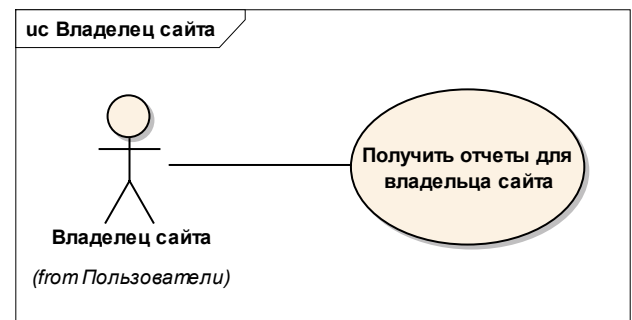 uc Владелец сайта
Получить отчеты для
владельца сайта
Владелец сайта
(from Пользователи)